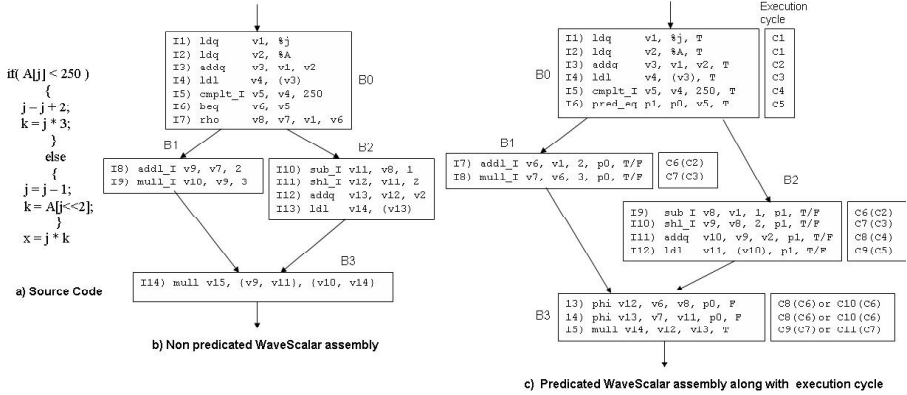 if( A[j] < 250 )
{
j – j + 2;
k = j * 3;
}
else
{
j = j – 1;
k = A[j<<2];
}
x = j * k
a) Source Code
I1) ldq v1, %j
I2) ldq v2, %A
I3) addq v3, v1, v2
I4) ldl v4, (v3)
I5) cmplt_I v5, v4, 250
I6) beq v6, v5
I7) rho v8, v7, v1, v6
B0
B1
I8) addl_I v9, v7, 2
I9) mull_I v10, v9, 3
B2
I10) sub_I v11, v8, 1
I11) shl_I v12, v11, 2
I12) addq v13, v12, v2
I13) ldl v14, (v13)
B3
I14) mull v15, (v9, v11), (v10, v14)
b) Non predicated WaveScalar assembly
Execution
cycle
B0
I1) ldq v1, %j, T
I2) ldq v2, %A, T
I3) addq v3, v1, v2, T
I4) ldl v4, (v3), T
I5) cmplt_I v5, v4, 250, T
I6) pred_eq p1, p0, v5, T
C1
C1
C2
C3
C4
C5
B1
I7) addl_I v6, v1, 2, p0, T/F
I8) mull_I v7, v6, 3, p0, T/F
C6(C2)
C7(C3)
B2
I9) sub I v8, v1, 1, p1, T/F
I10) shl_I v9, v8, 2, p1, T/F
I11) addq v10, v9, v2, p1, T/F
I12) ldl v11, (v10), p1, T/F
C6(C2)
C7(C3)
C8(C4)
C9(C5)
B3
13) phi v12, v6, v8, p0, F
14) phi v13, v7, v11, p0, F
15) mull v14, v12, v13, T
C8(C6) or C10(C6)
C8(C6) or C10(C6)
C9(C7) or C11(C7)
c) Predicated WaveScalar assembly along with execution cycle